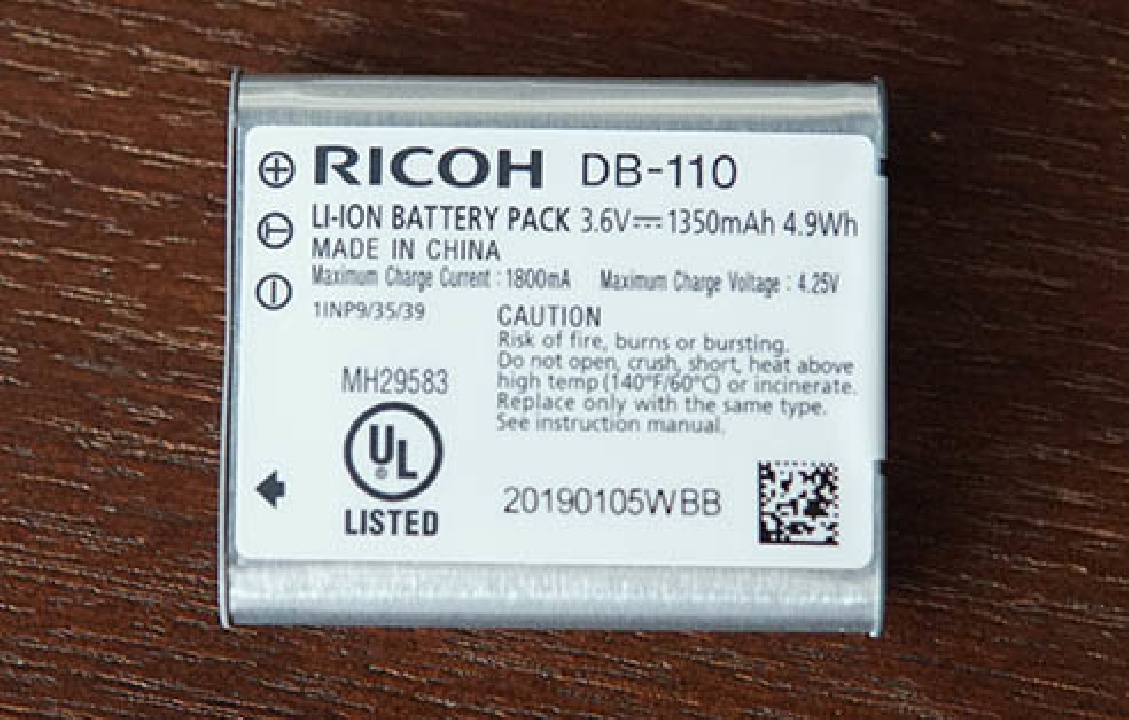 RICOH DB-110
LI-ION BATTERY PACK 3.6V⎓1350mAh 4.9Wh
MADE IN CHINA
Maximum Charge Current : 1800mA Maximum Charge Voltage : 4.25V
1INP9/35/39
CAUTION
Risk of fire, burns or bursting.
Do not open, crush, short, heat above
high temp (140°F/60°C) or incinerate.
Replace only with the same type.
See instruction manual.
MH29583
UL
LISTED
20190105WBB